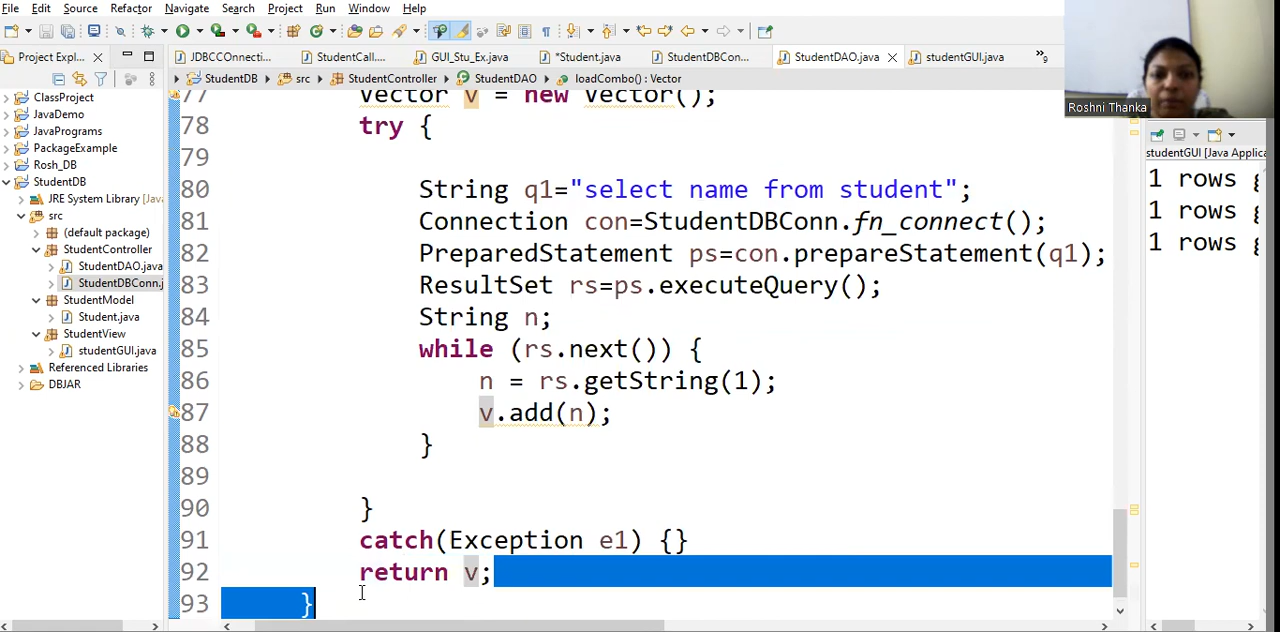 File Edit Source Refactor Navigate Search Project Run Window Help
Project Expl...
JDBCCOnnecti... StudentCall.... GUI_Stu_Ex.java *Student.java StudentDBCon... StudentDAO.java studentGUI.java
StudentDB src StudentController StudentDAO loadCombo() : Vector
ClassProject
JavaDemo
JavaPrograms
PackageExample
Rosh_DB
StudentDB
JRE System Library [Java
src
(default package)
StudentController
StudentDAO.java
StudentDBConn.j
StudentModel
Student.java
StudentView
studentGUI.java
Referenced Libraries
DBJAR
77 Vector v = new Vector();
78 try {
79
80 String q1="select name from student";
81 Connection con=StudentDBConn.fn_connect();
82 PreparedStatement ps=con.prepareStatement(q1);
83 ResultSet rs=ps.executeQuery();
84 String n;
85 while (rs.next()) {
86 n = rs.getString(1);
87 v.add(n);
88 }
89
90 }
91 catch(Exception e1) {}
92 return v;
93 }
Roshni Thanka
studentGUI [Java Applica
1 rows
1 rows
1 rows